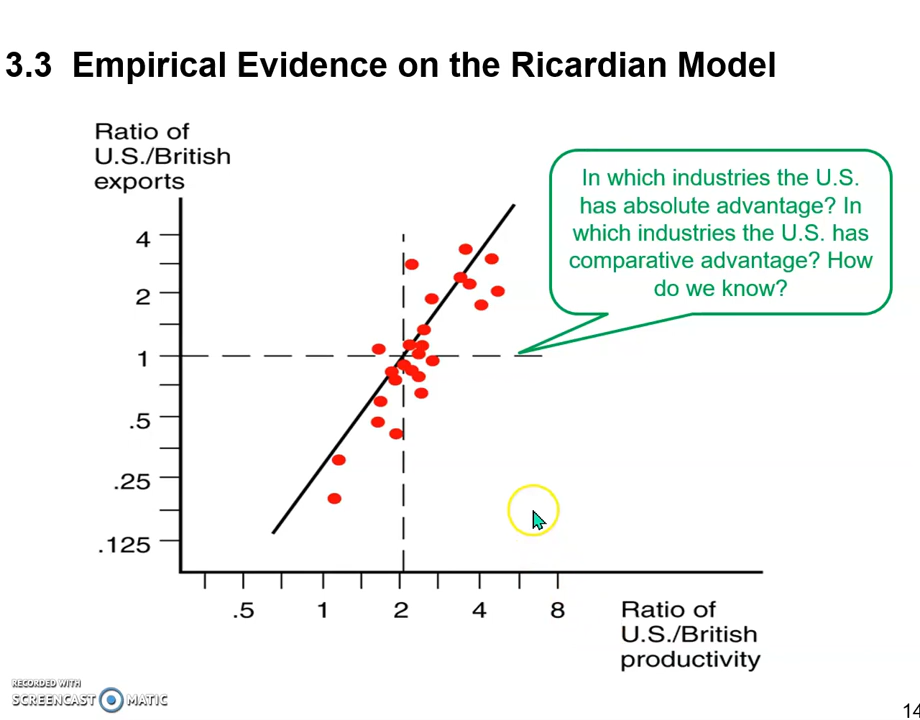 3.3 Empirical Evidence on the Ricardian Model
Ratio of
U.S./British
exports
In which industries the U.S.
has absolute advantage? In
which industries the U.S. has
comparative advantage? How
do we know?
4
2
1
.5
.25
.125
.5 1 2 4 8
Ratio of
U.S./British
productivity
RECORDED WITH
SCREENCAST MATIC
14